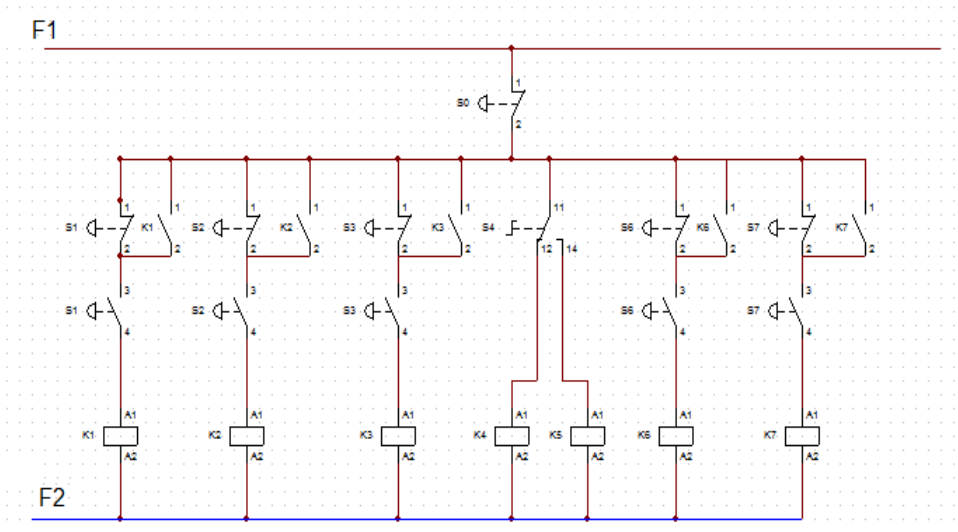 F1
1
S0
2
1 1 1 1 1 1 11 1 1 1 1
S1 K1 S2 K2 S3 K3 S4 S6 K6 S7 K7
2 2 2 2 2 2 12 14 2 2 2 2
3 3 3 3 3
S1 S2 S3 S6 S7
4 4 4 4 4
A1 A1 A1 A1 A1 A1 A1
K1 K2 K3 K4 K5 K6 K7
A2 A2 A2 A2 A2 A2 A2
F2